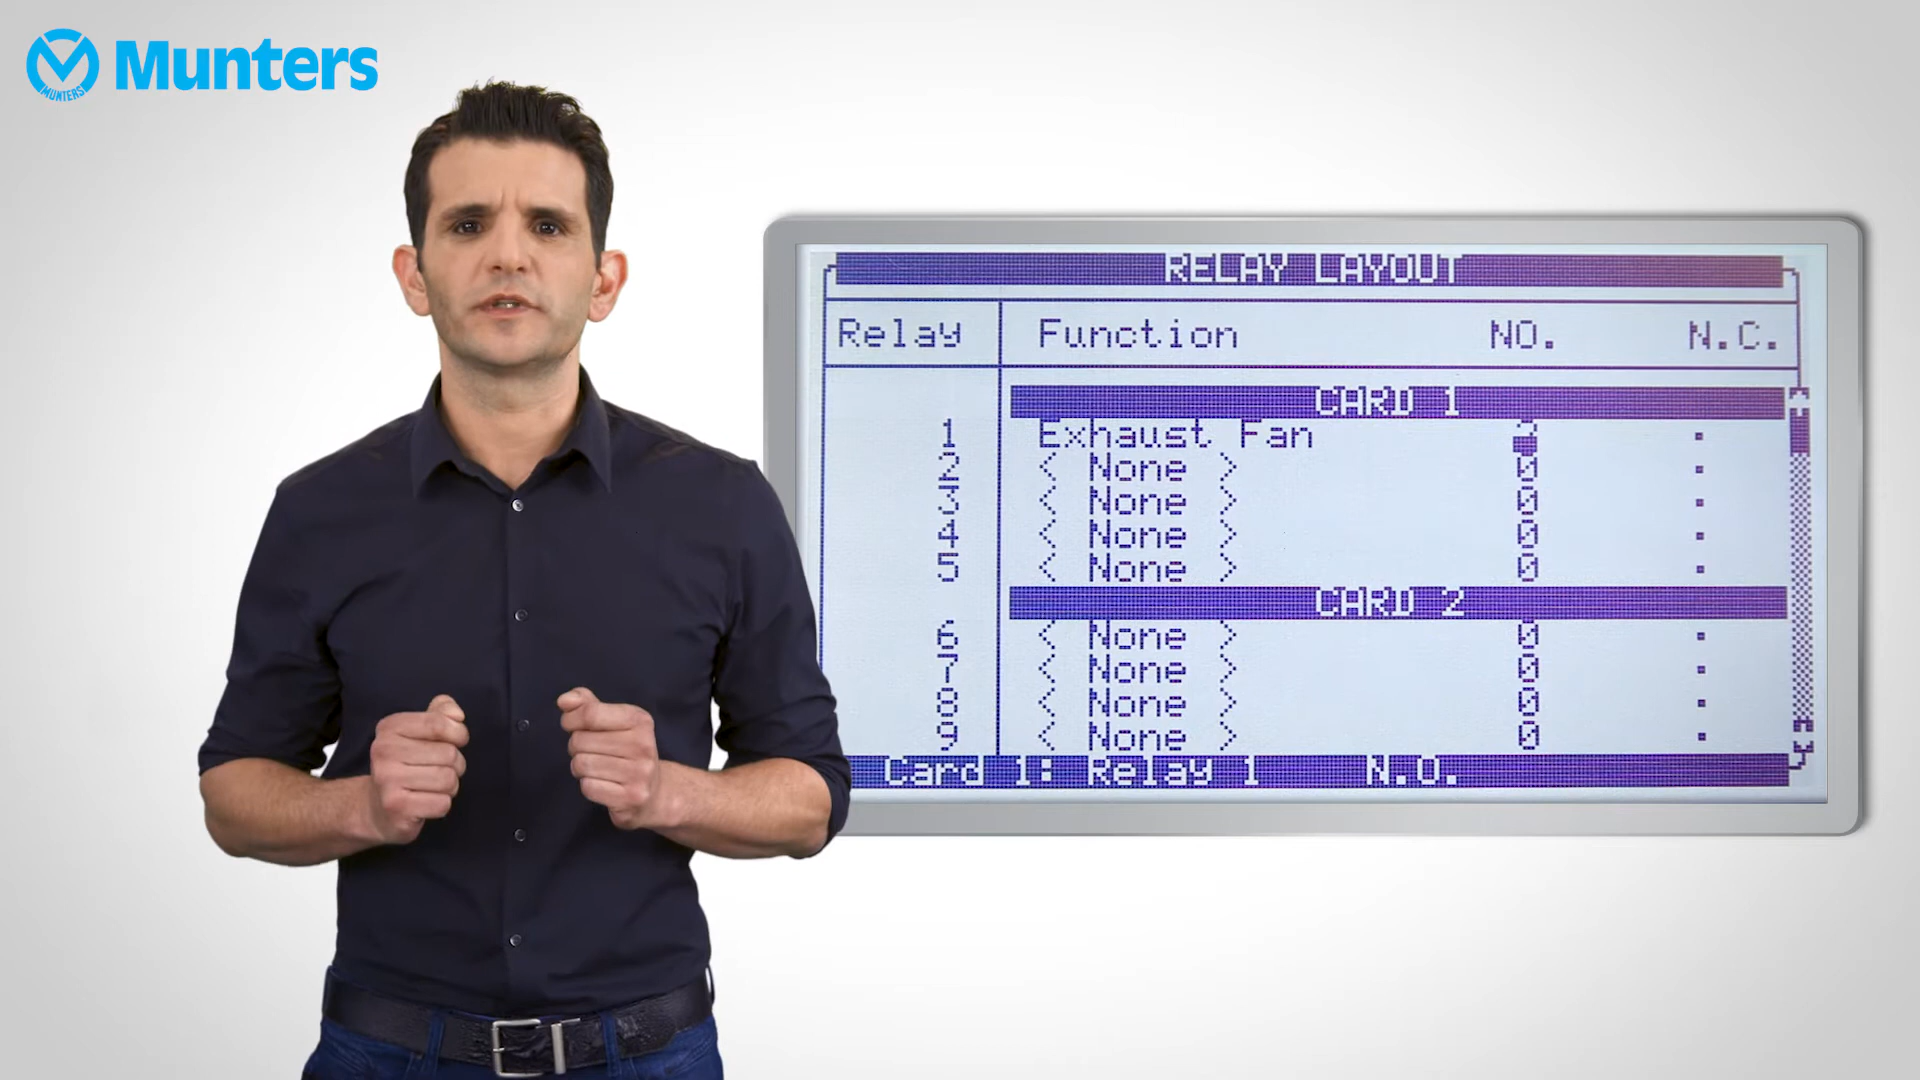 Munters
MUNTERS
RELAY LAYOUT
Relay Function NO. N.C.
CARD 1
1 Exhaust Fan
2 < None > 0
3 < None > 0
4 < None > 0
5 < None > 0
CARD 2
6 < None > 0
7 < None > 0
8 < None > 0
9 < None > 0
Card 1: Relay 1 N.O.